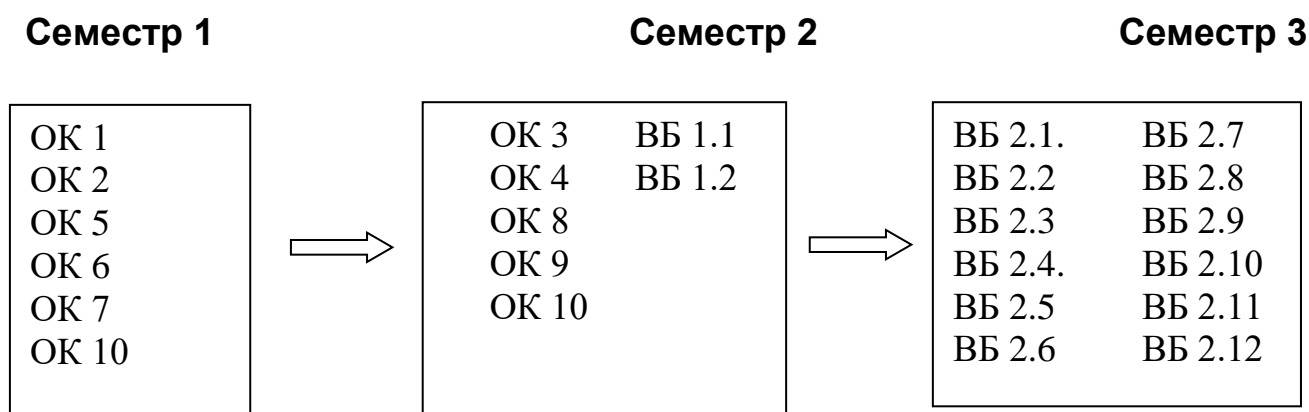 Семестр 1
Семестр 2
Семестр 3
ОК 1
ОК 2
ОК 5
ОК 6
ОК 7
ОК 10
ОК 3 ВБ 1.1
ОК 4 ВБ 1.2
ОК 8
ОК 9
ОК 10
ВБ 2.1. ВБ 2.7
ВБ 2.2 ВБ 2.8
ВБ 2.3 ВБ 2.9
ВБ 2.4. ВБ 2.10
ВБ 2.5 ВБ 2.11
ВБ 2.6 ВБ 2.12